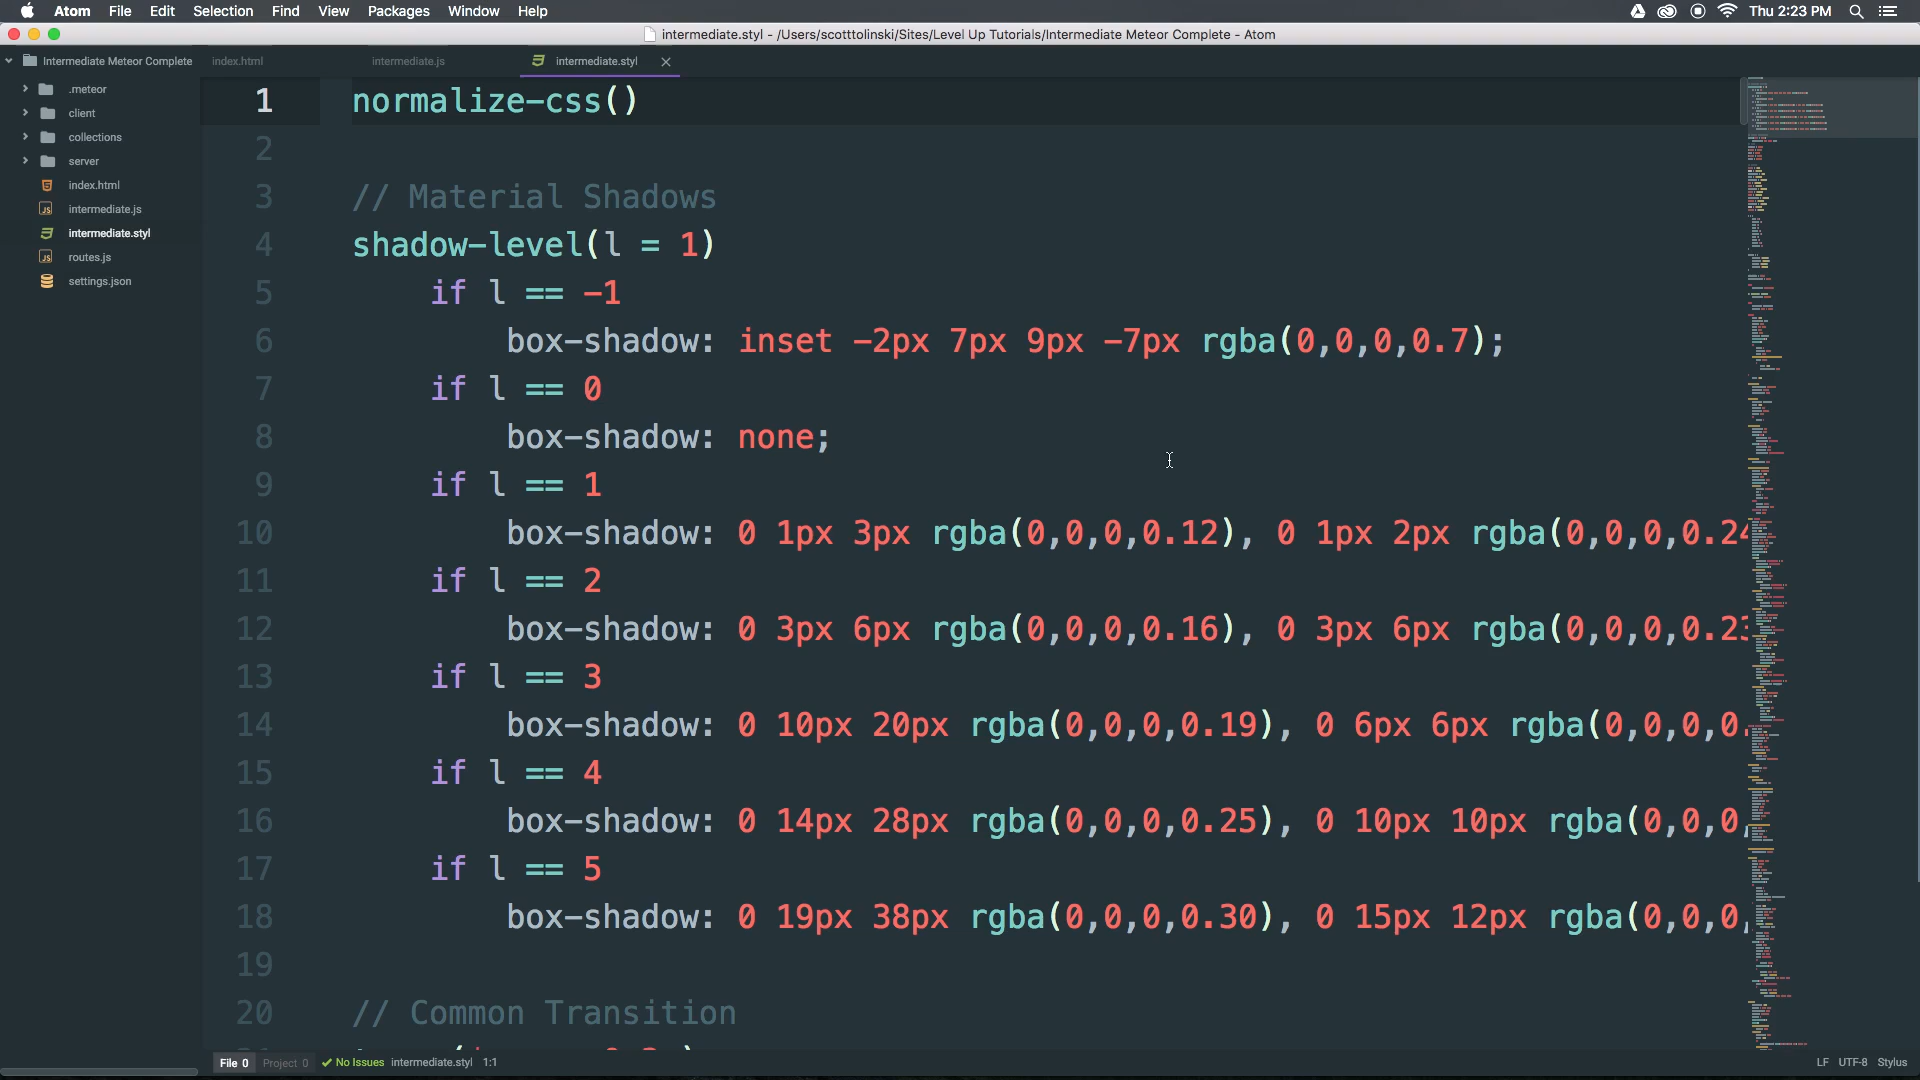 Atom File Edit Selection Find View Packages Window Help Thu 2:23 PM
intermediate.styl - /Users/scotttolinski/Sites/Level Up Tutorials/Intermediate Meteor Complete - Atom
Intermediate Meteor Complete index.html intermediate.js intermediate.styl
.meteor
client
collections
server
index.html
intermediate.js
intermediate.styl
routes.js
settings.json
1 normalize-css()
2
3 // Material Shadows
4 shadow-level(l = 1)
5 if l == -1
6 box-shadow: inset -2px 7px 9px -7px rgba(0,0,0,0.7);
7 if l == 0
8 box-shadow: none;
9 if l == 1
10 box-shadow: 0 1px 3px rgba(0,0,0,0.12), 0 1px 2px rgba(0,0,0,0.24
11 if l == 2
12 box-shadow: 0 3px 6px rgba(0,0,0,0.16), 0 3px 6px rgba(0,0,0,0.23
13 if l == 3
14 box-shadow: 0 10px 20px rgba(0,0,0,0.19), 0 6px 6px rgba(0,0,0,0.
15 if l == 4
16 box-shadow: 0 14px 28px rgba(0,0,0,0.25), 0 10px 10px rgba(0,0,0,
17 if l == 5
18 box-shadow: 0 19px 38px rgba(0,0,0,0.30), 0 15px 12px rgba(0,0,0,
19
20 // Common Transition
File 0 Project 0 No Issues intermediate.styl 1:1 LF UTF-8 Stylus